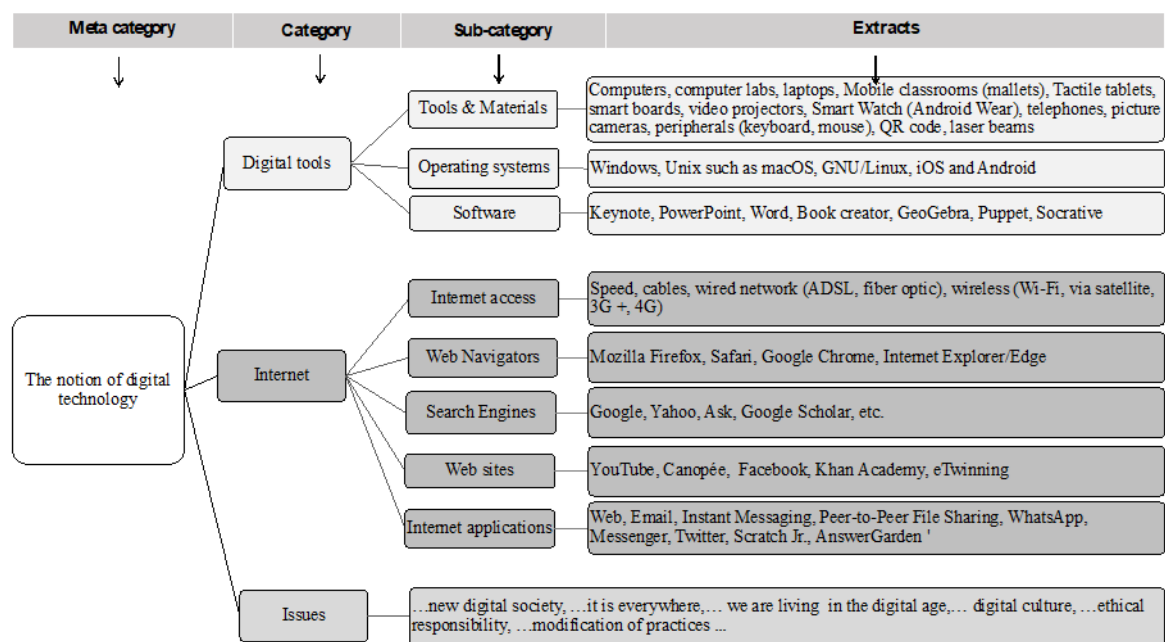 Meta category
Category
Sub-category
Extracts
Tools & Materials
Computers, computer labs, laptops, Mobile classrooms (mallets), Tactile tablets,
smart boards, video projectors, Smart Watch (Android Wear), telephones, picture
cameras, peripherals (keyboard, mouse), QR code, laser beams
Digital tools
Operating systems
Windows, Unix such as macOS, GNU/Linux, iOS and Android
Software
Keynote, PowerPoint, Word, Book creator, GeoGebra, Puppet, Socrative
Internet access
Speed, cables, wired network (ADSL, fiber optic), wireless (Wi-Fi, via satellite,
3G +, 4G)
The notion of digital
technology
Internet
Web Navigators
Mozilla Firefox, Safari, Google Chrome, Internet Explorer/Edge
Search Engines
Google, Yahoo, Ask, Google Scholar, etc.
Web sites
YouTube, Canopée, Facebook, Khan Academy, eTwinning
Internet applications
Web, Email, Instant Messaging, Peer-to-Peer File Sharing, WhatsApp,
Messenger, Twitter, Scratch Jr., AnswerGarden '
Issues
…new digital society, …it is everywhere,… we are living in the digital age,… digital culture, …ethical
responsibility, …modification of practices ...